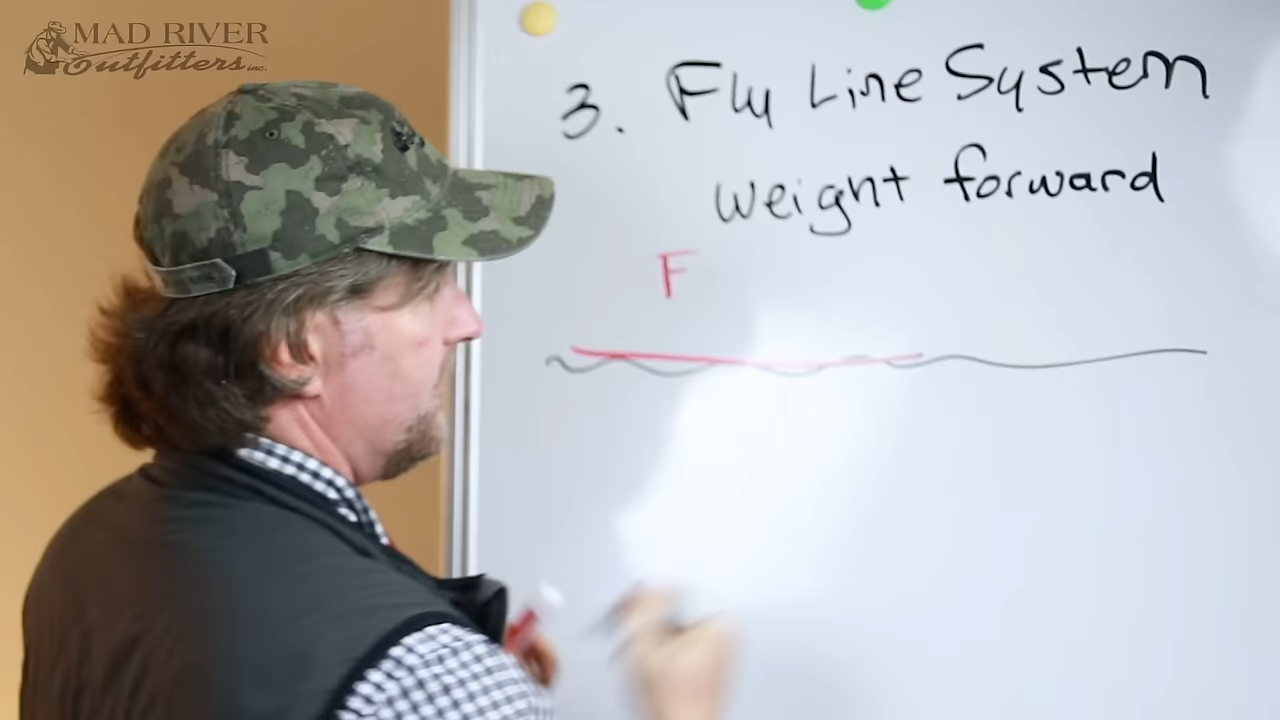 MAD RIVER
Outfitters inc.
3. Fly Line System
weight forward
F